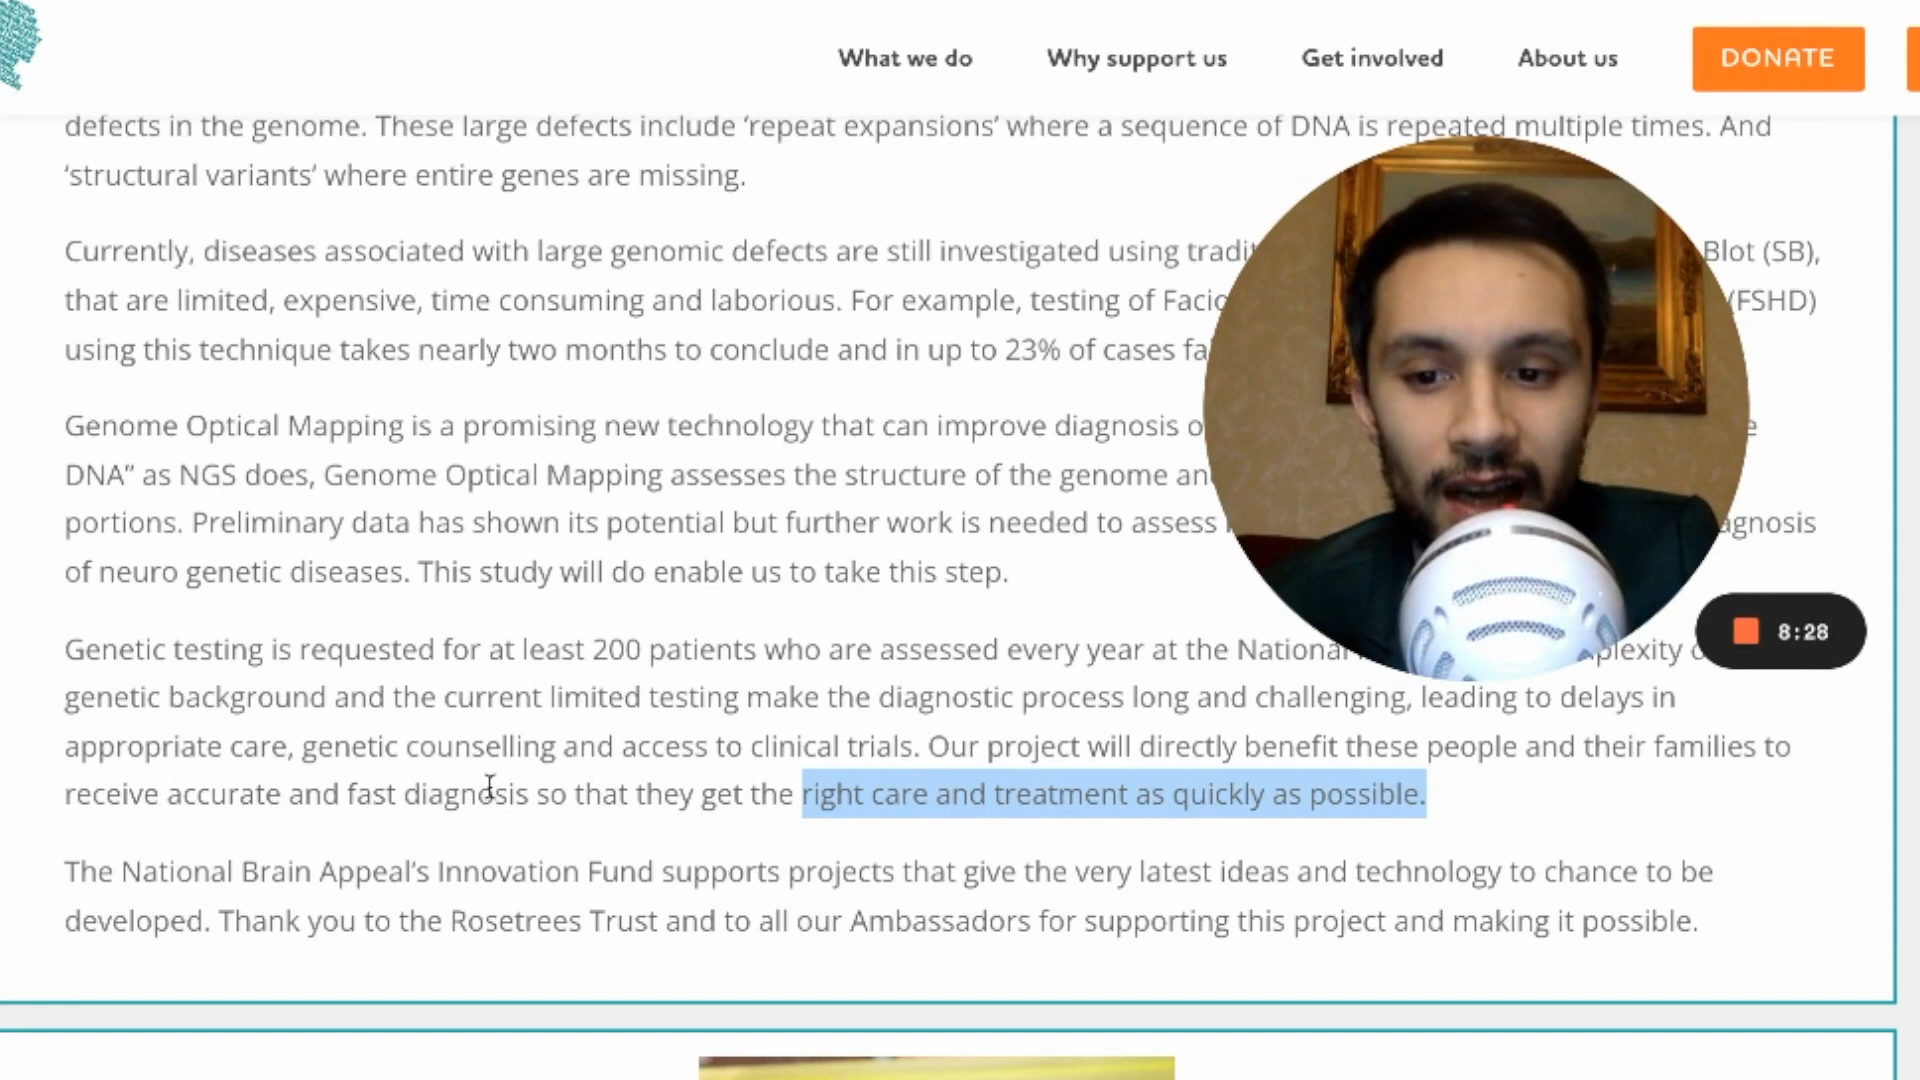 What we do Why support us Get involved About us DONATE
defects in the genome. These large defects include ‘repeat expansions’ where a sequence of DNA is repeated multiple times. And
‘structural variants’ where entire genes are missing.
Currently, diseases associated with large genomic defects are still investigated using Blot (SB),
that are limited, expensive, time consuming and laborious. For example, testing of (FSHD)
using this technique takes nearly two months to conclude and in up to 23% of cases
Genome Optical Mapping is a promising new technology that can improve diagnosis
DNA” as NGS does, Genome Optical Mapping assesses the structure of the genome
portions. Preliminary data has shown its potential but further work is needed to assess
of neuro genetic diseases. This study will do enable us to take this step.
8:28
Genetic testing is requested for at least 200 patients who are assessed every year at the National
genetic background and the current limited testing make the diagnostic process long and challenging, leading to delays in
appropriate care, genetic counselling and access to clinical trials. Our project will directly benefit these people and their families to
receive accurate and fast diagnosis so that they get the right care and treatment as quickly as possible.
The National Brain Appeal’s Innovation Fund supports projects that give the very latest ideas and technology to chance to be
developed. Thank you to the Rosetrees Trust and to all our Ambassadors for supporting this project and making it possible.